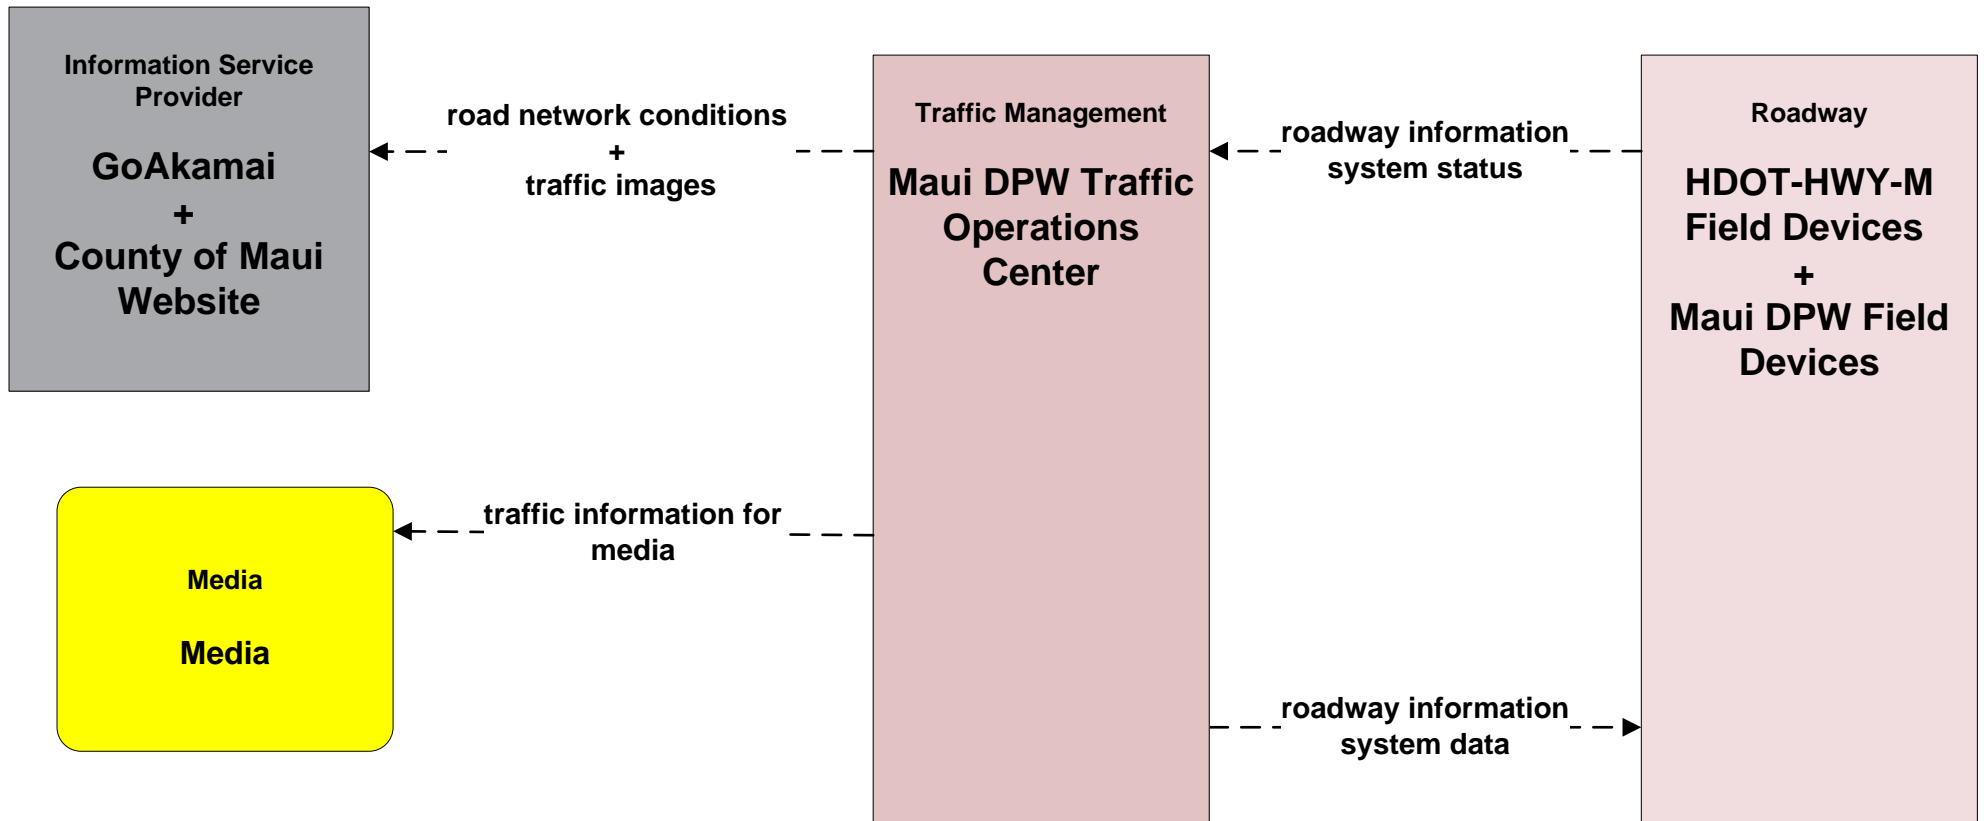 Information Service
Provider
GoAkamai
+
County of Maui
Website
road network conditions
+
traffic images
Traffic Management
Maui DPW Traffic
Operations
Center
roadway information
system status
Roadway
HDOT-HWY-M
Field Devices
+
Maui DPW Field
Devices
traffic information for
media
Media
Media
roadway information
system data